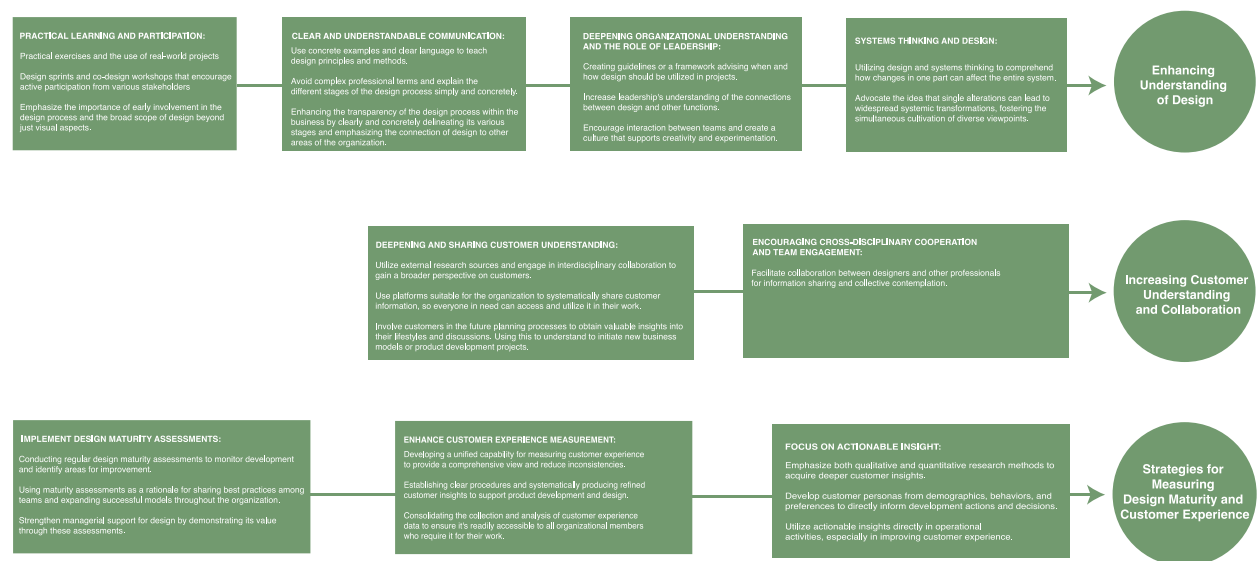 PRACTICAL LEARNING AND PARTICIPATION:
Practical exercises and the use of real-world projects
Design sprints and co-design workshops that encourage
active participation from various stakeholders
Emphasize the importance of early involvement in the
design process and the broad scope of design beyond
just visual aspects.
CLEAR AND UNDERSTANDABLE COMMUNICATION:
Use concrete examples and clear language to teach
design principles and methods.
Avoid complex professional terms and explain the
different stages of the design process simply and concretely.
Enhancing the transparency of the design process within the
business by clearly and concretely delineating its various
stages and emphasizing the connection of design to other
areas of the organization.
DEEPENING ORGANIZATIONAL UNDERSTANDING
AND THE ROLE OF LEADERSHIP:
Creating guidelines or a framework advising when and
how design should be utilized in projects.
Increase leadership's understanding of the connections
between design and other functions.
Encourage interaction between teams and create a
culture that supports creativity and experimentation.
SYSTEMS THINKING AND DESIGN:
Utilizing design and systems thinking to comprehend
how changes in one part can affect the entire system.
Advocate the idea that single alterations can lead to
widespread systemic transformations, fostering the
simultaneous cultivation of diverse viewpoints.
Enhancing
Understanding
of Design
DEEPENING AND SHARING CUSTOMER UNDERSTANDING:
Utilize external research sources and engage in interdisciplinary collaboration to
gain a broader perspective on customers.
Use platforms suitable for the organization to systematically share customer
information, so everyone in need can access and utilize it in their work.
Involve customers in the future planning processes to obtain valuable insights into
their lifestyles and discussions. Using this to understand to initiate new business
models or product development projects.
ENCOURAGING CROSS-DISCIPLINARY COOPERATION
AND TEAM ENGAGEMENT:
Facilitate collaboration between designers and other professionals
for information sharing and collective contemplation.
Increasing Customer
Understanding
and Collaboration
IMPLEMENT DESIGN MATURITY ASSESSMENTS:
Conducting regular design maturity assessments to monitor development
and identify areas for improvement.
Using maturity assessments as a rationale for sharing best practices among
teams and expanding successful models throughout the organization.
Strengthen managerial support for design by demonstrating its value
through these assessments.
ENHANCE CUSTOMER EXPERIENCE MEASUREMENT:
Developing a unified capability for measuring customer experience
to provide a comprehensive view and reduce inconsistencies.
Establishing clear procedures and systematically producing refined
customer insights to support product development and design.
Consolidating the collection and analysis of customer experience
data to ensure it's readily accessible to all organizational members
who require it for their work.
FOCUS ON ACTIONABLE INSIGHT:
Emphasize both qualitative and quantitative research methods to
acquire deeper customer insights.
Develop customer personas from demographics, behaviors, and
preferences to directly inform development actions and decisions.
Utilize actionable insights directly in operational
activities, especially in improving customer experience.
Strategies for
Measuring
Design Maturity and
Customer Experience